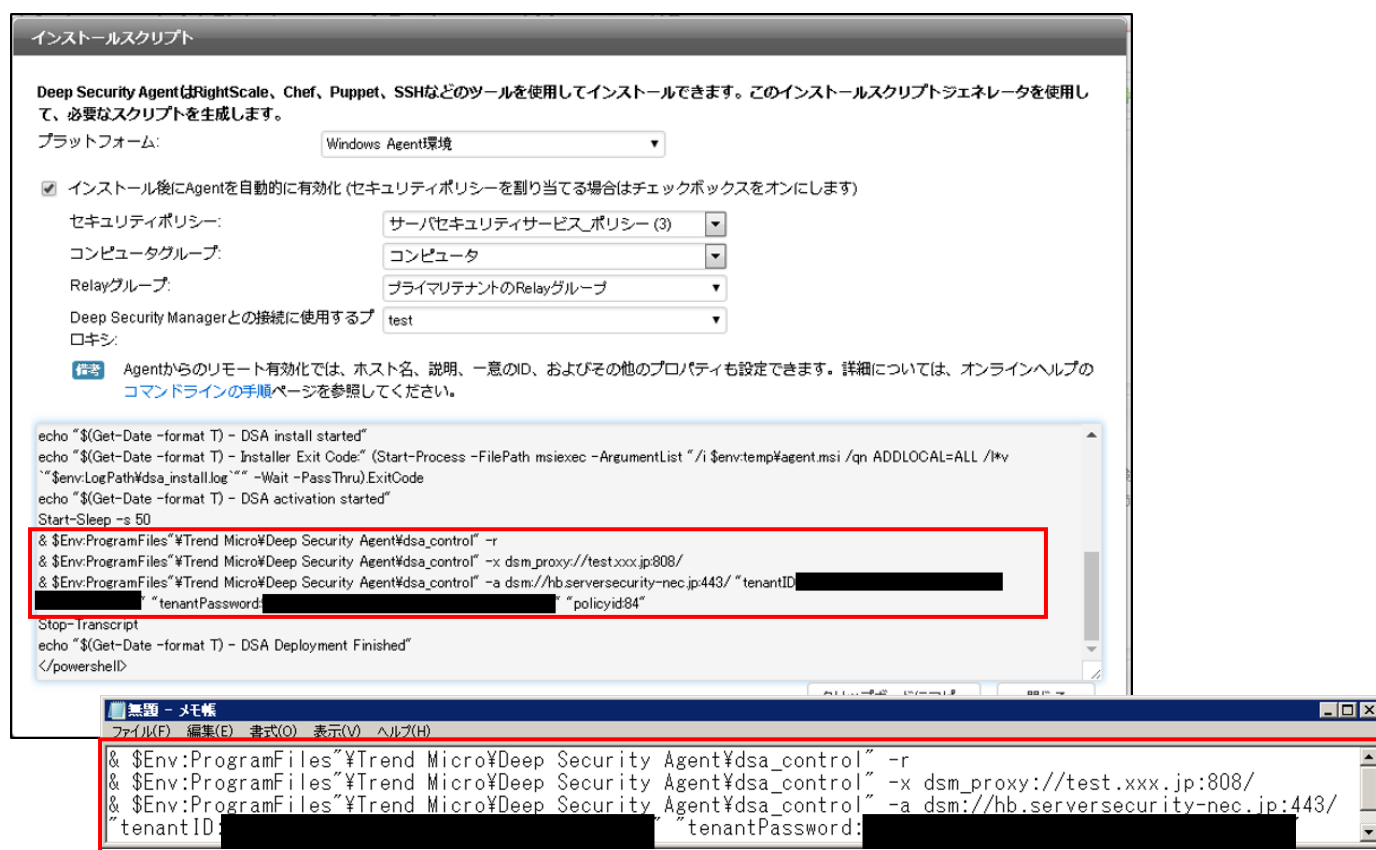 インストールスクリプト
Deep Security AgentはRightScale、Chef、Puppet、SSHなどのツールを使用してインストールできます。このインストールスクリプトジェネレータを使用し
て、必要なスクリプトを生成します。
プラットフォーム: Windows Agent環境
インストール後にAgentを自動的に有効化 (セキュリティポリシーを割り当てる場合はチェックボックスをオンにします)
セキュリティポリシー: サーバセキュリティサービス_ポリシー (3)
コンピュータグループ: コンピュータ
Relayグループ: プライマリテナントのRelayグループ
Deep Security Managerとの接続に使用するプ test
ロキシ:
備考 Agentからのリモート有効化では、ホスト名、説明、一意のID、およびその他のプロパティも設定できます。詳細については、オンラインヘルプの
コマンドラインの手順ページを参照してください。
echo "$(Get-Date -format T) - DSA install started"
echo "$(Get-Date -format T) - Installer Exit Code:" (Start-Process -FilePath msiexec -ArgumentList "/i $env:temp¥agent.msi /qn ADDLOCAL=ALL /l*v
`"$env:LogPath¥dsa_install.log`"" -Wait -PassThru).ExitCode
echo "$(Get-Date -format T) - DSA activation started"
Start-Sleep -s 50
& $Env:ProgramFiles"¥Trend Micro¥Deep Security Agent¥dsa_control" -r
& $Env:ProgramFiles"¥Trend Micro¥Deep Security Agent¥dsa_control" -x dsm_proxy://test.xxx.jp:808/
& $Env:ProgramFiles"¥Trend Micro¥Deep Security Agent¥dsa_control" -a dsm://hb.serversecurity-nec.jp:443/ "tenantID
" "tenantPassword: " "policyid:84"
Stop-Transcript
echo "$(Get-Date -format T) - DSA Deployment Finished"
</powershell>
無題 - メモ帳
ファイル(F) 編集(E) 書式(O) 表示(V) ヘルプ(H)
& $Env:ProgramFiles"¥Trend Micro¥Deep Security Agent¥dsa_control" -r
& $Env:ProgramFiles"¥Trend Micro¥Deep Security Agent¥dsa_control" -x dsm_proxy://test.xxx.jp:808/
& $Env:ProgramFiles"¥Trend Micro¥Deep Security Agent¥dsa_control" -a dsm://hb.serversecurity-nec.jp:443/
"tenantID: " "tenantPassword: "